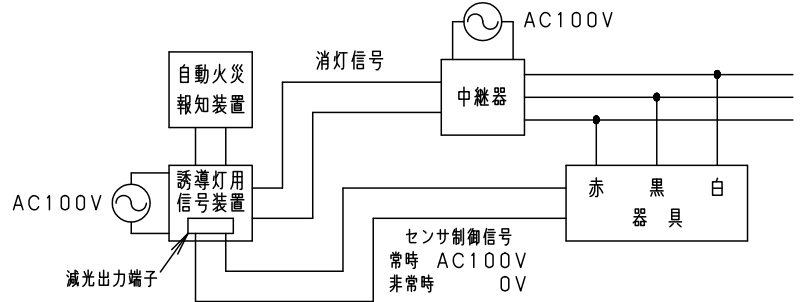 AC100V
消灯信号
自動火災
報知装置
中継器
誘導灯用
信号装置
AC100V
赤 黒 白
器具
センサ制御信号
常時 AC100V
非常時 0V
減光出力端子